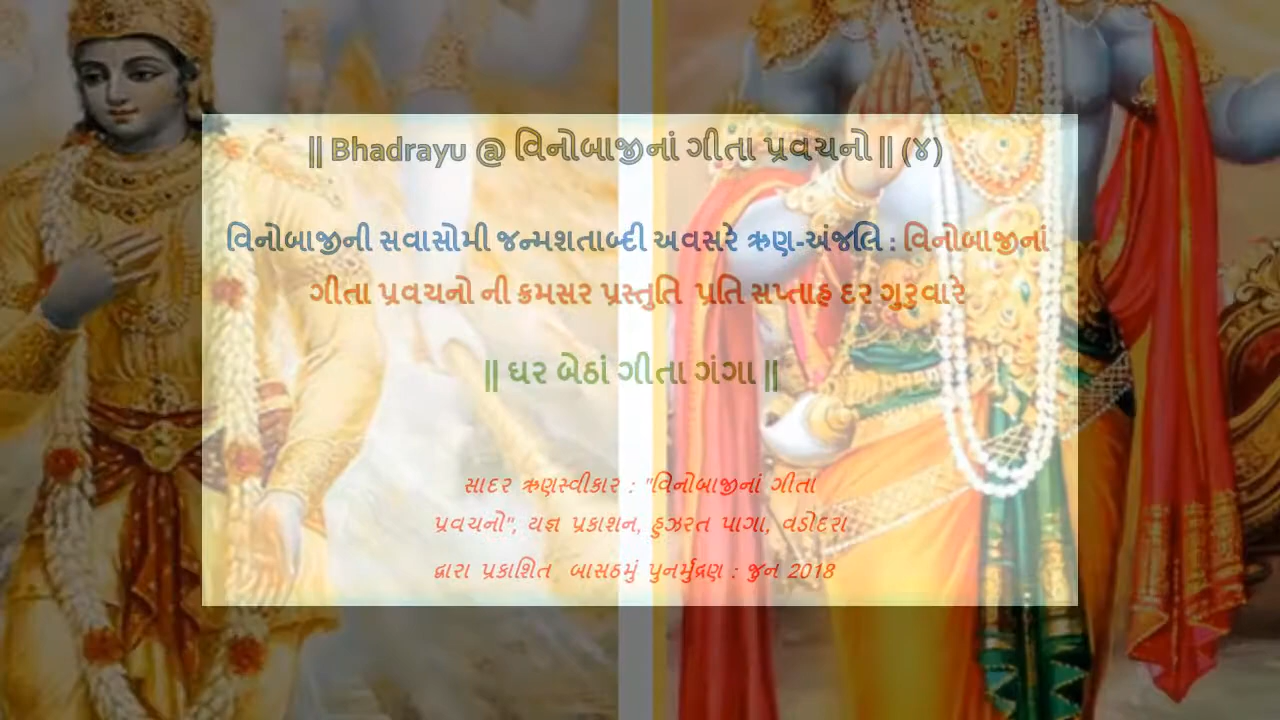 || Bhadrayu @ વિનોબાજીનાં ગીતા પ્રવચનો || (૪)
વિનોબાજીની સવાસોમી જન્મશતાબ્દી અવસરે ઋણ-અંજલિ : વિનોબાજીનાં
ગીતા પ્રવચનો ની ક્રમસર પ્રસ્તુતિ પ્રતિ સપ્તાહ દર ગુરુવારે
|| ઘર બેઠાં ગીતા ગંગા ||
સાદર ઋણસ્વીકાર : "વિનોબાજીનાં ગીતા
પ્રવચનો", યજ્ઞ પ્રકાશન, હુઝરત પાગા, વડોદરા
દ્વારા પ્રકાશિત બાસઠમું પુનર્મુદ્રણ : જુન 2018